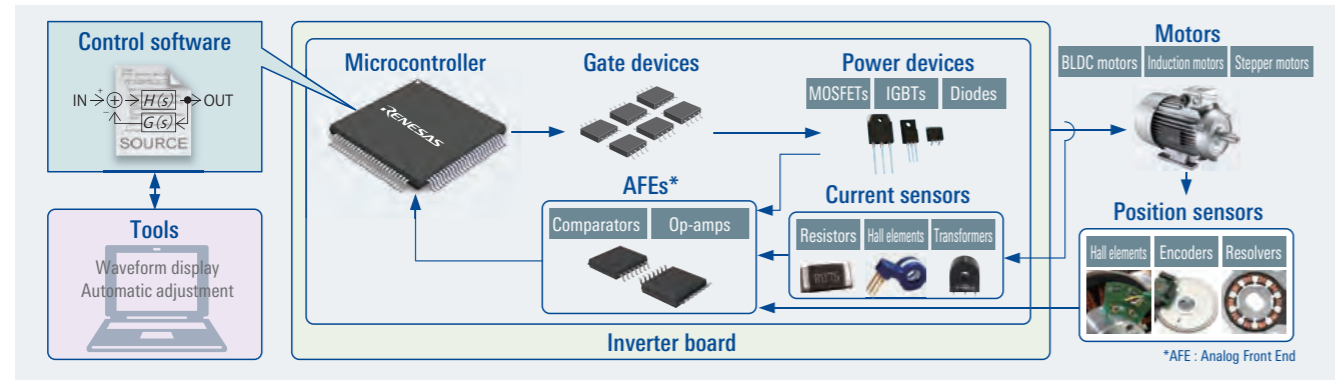 Control software
IN
+
−
H(s)
G(s)
OUT
SOURCE
Tools
Waveform display
Automatic adjustment
Microcontroller
RENESAS
Gate devices
Power devices
MOSFETs
IGBTs
Diodes
AFEs*
Comparators
Op-amps
Current sensors
Resistors
Hall elements
Transformers
Inverter board
Motors
BLDC motors
Induction motors
Stepper motors
Position sensors
Hall elements
Encoders
Resolvers
*AFE : Analog Front End